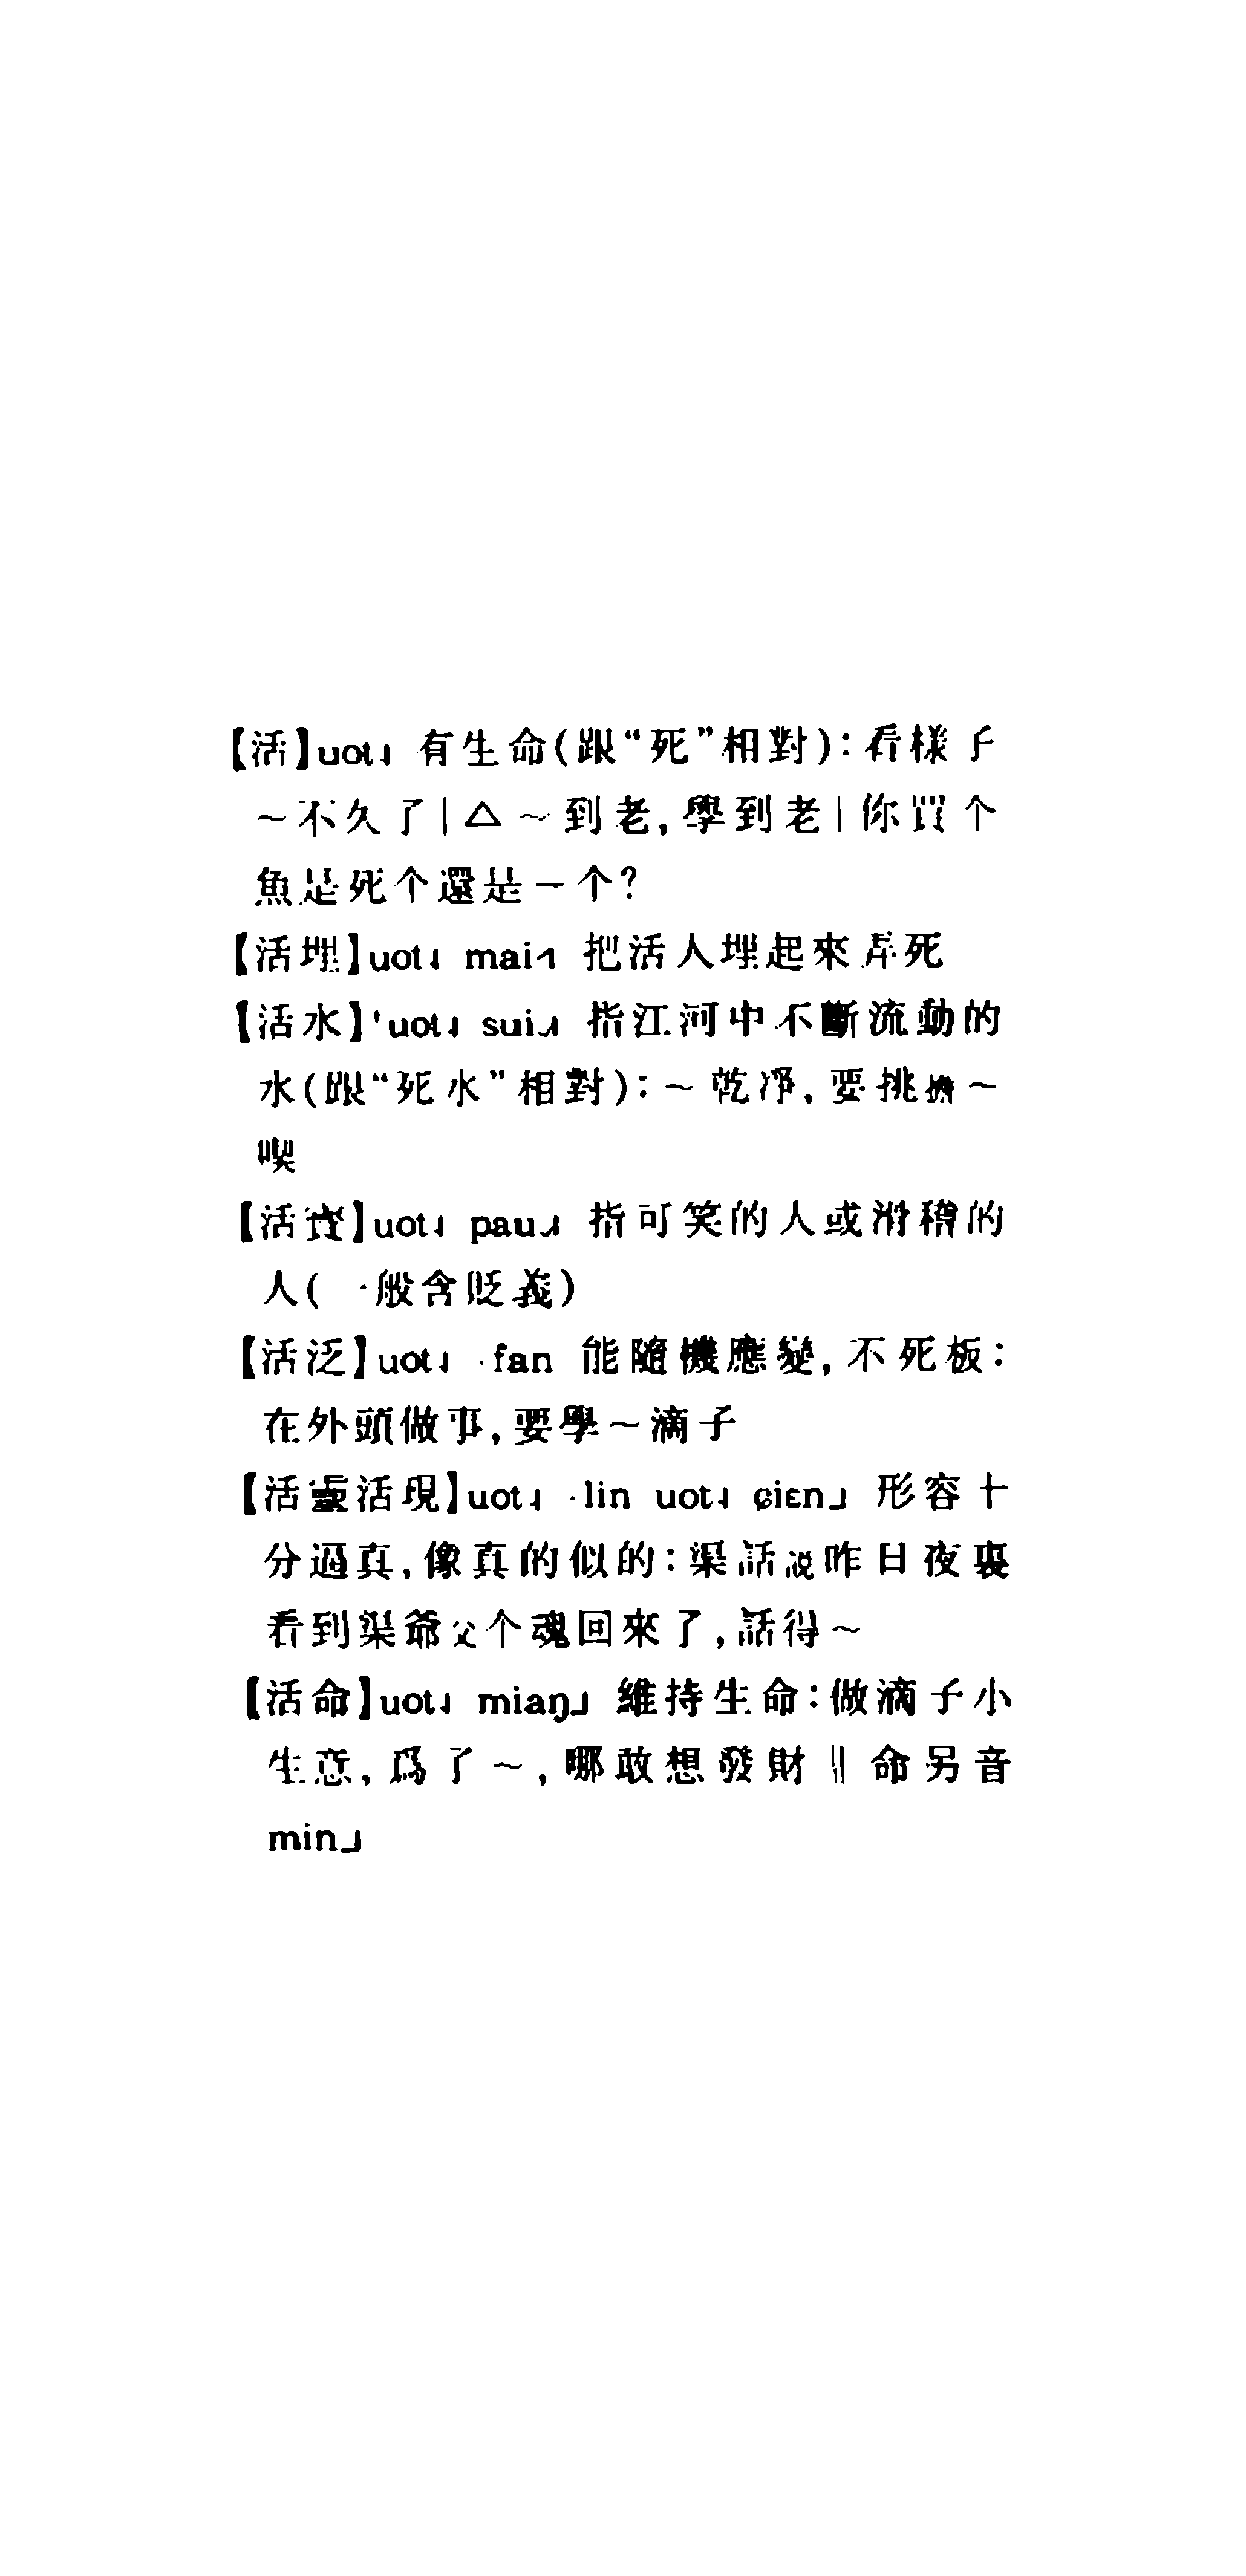 【活】uot˩ 有生命(跟“死”相對)：看樣子
～不久了|△～到老，學到老|你買个
魚是死个還是～个？
【活埋】uot˩ mai 把活人埋起來弄死
【活水】uot˩ sui 指江河中不斷流動的
水(跟“死水”相對)：～乾净，要挑擔～
喫
【活寶】uot˩ pau 指可笑的人或滑稽的
人(一般含貶義)
【活泛】uot˩ ·fan 能隨機應變，不死板：
在外頭做事，要學～滴子
【活靈活現】uot˩ ·lin uot˩ ɕiɛn˩ 形容十
分逼真，像真的似的：渠話説昨日夜裏
看到渠爺父个魂回來了，話得～
【活命】uot˩ miaŋ˩ 維持生命：做滴子小
生意，爲了～，哪敢想發財‖命另音
min˩